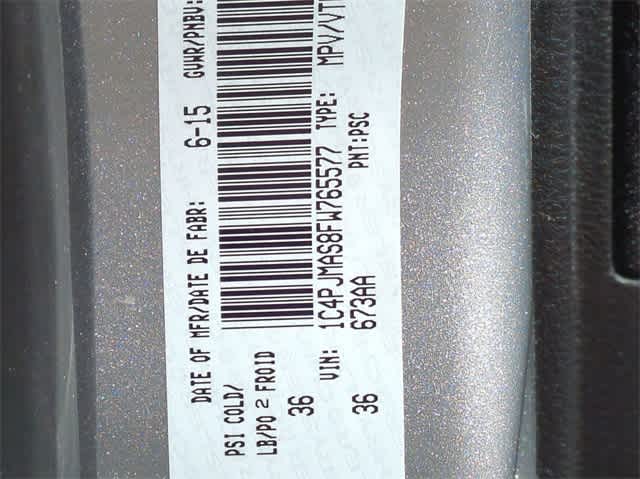 DATE OF MFR/DATE DE FABR: 6-15 GVWR/PNBV:
PSI COLD/
LB/PO 2 FROID
36 VIN: 1C4PJMAS8FW765577 TYPE: MPV/VT
673AA PNT:PSC
36